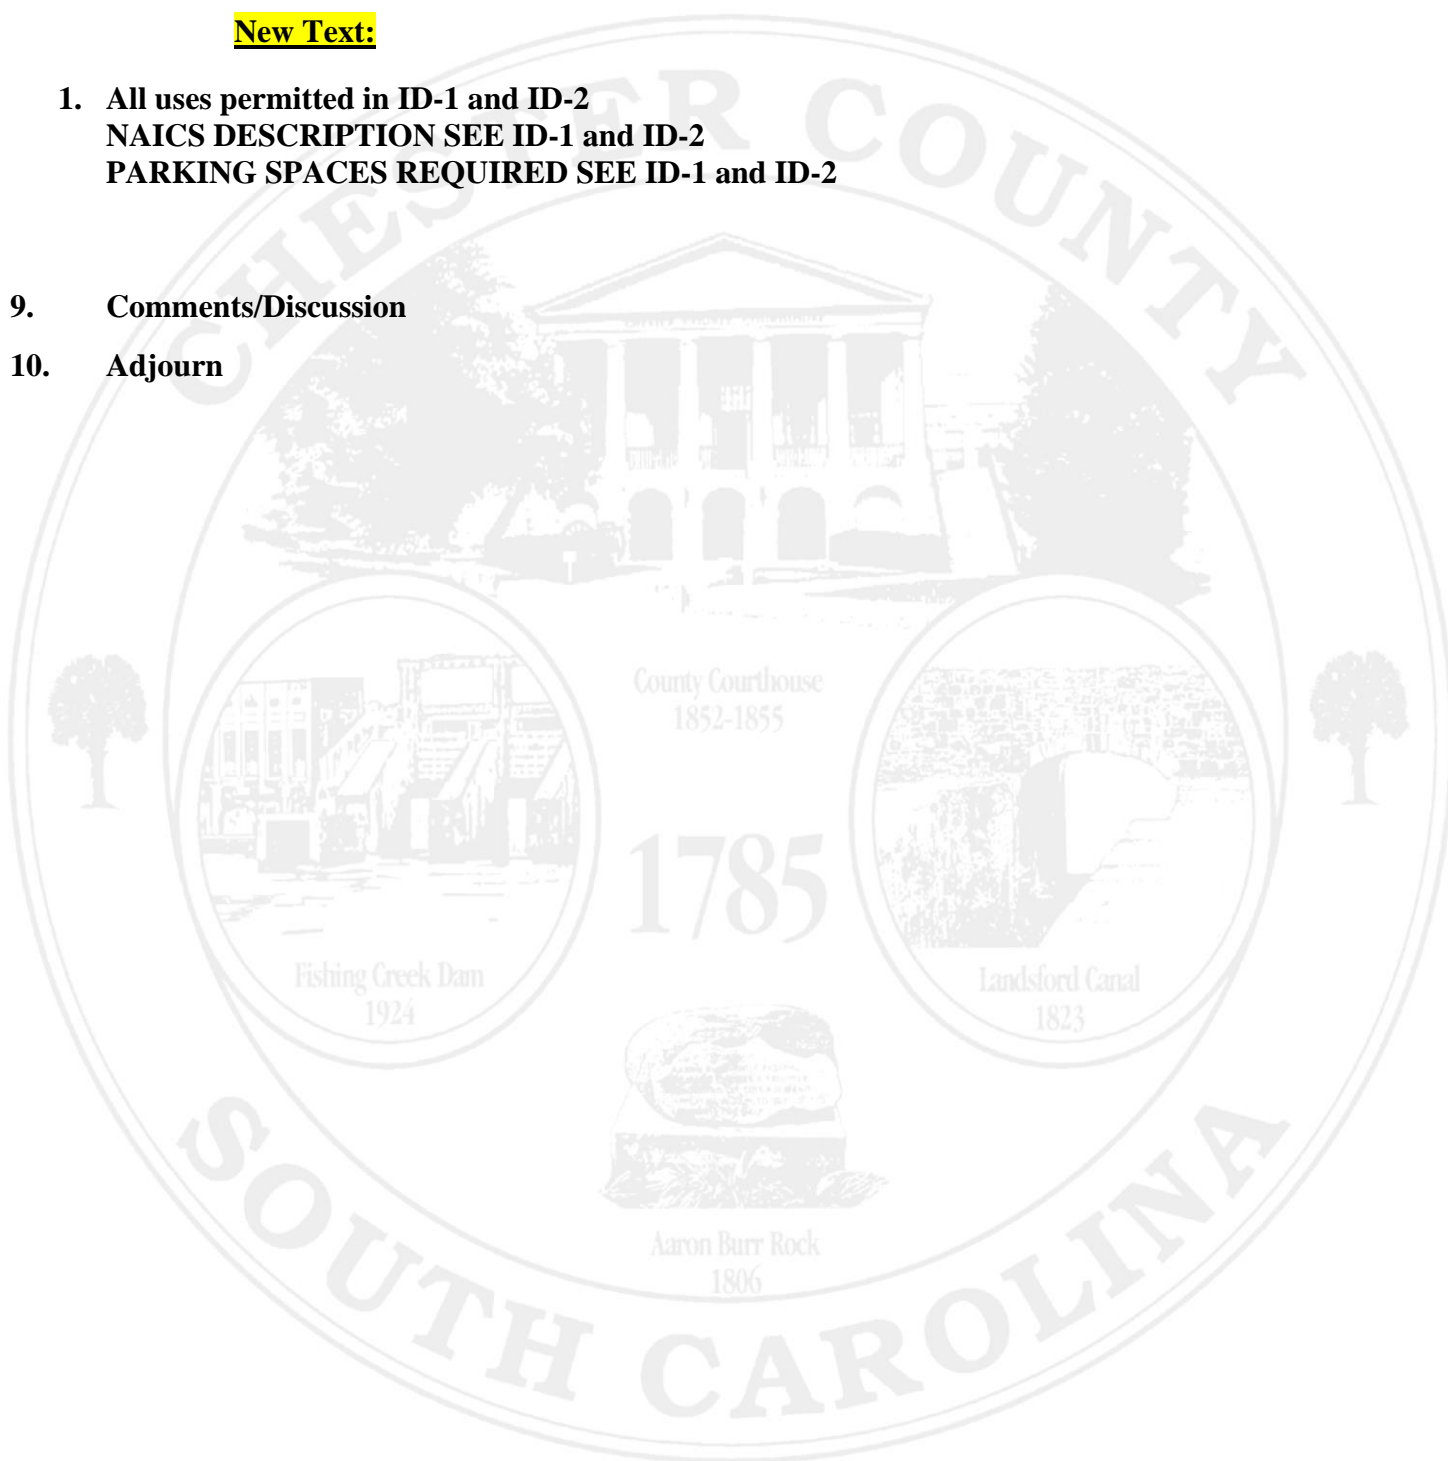 New Text:
1. All uses permitted in ID-1 and ID-2
NAICS DESCRIPTION SEE ID-1 and ID-2
PARKING SPACES REQUIRED SEE ID-1 and ID-2
9. Comments/Discussion
10. Adjourn
CHESTER COUNTY
County Courthouse
1852-1855
1785
Fishing Creek Dam
1924
Landsford Canal
1823
Aaron Burr Rock
1806
SOUTH CAROLINA